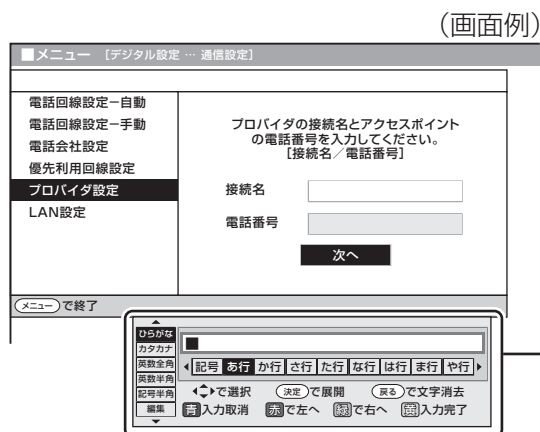 （画面例）
■メニュー ［デジタル設定 … 通信設定］
電話回線設定－自動
電話回線設定－手動
電話会社設定
優先利用回線設定
プロバイダ設定
LAN設定
プロバイダの接続名とアクセスポイント
の電話番号を入力してください。
［接続名／電話番号］
接続名
電話番号
次へ
メニューで終了
ひらがな
カタカナ
英数全角
英数半角
記号半角
編集
記号 あ行 か行 さ行 た行 な行 は行 ま行 や行
で選択 決定で展開 戻るで文字消去
青入力取消 赤で左へ 緑で右へ 黄入力完了